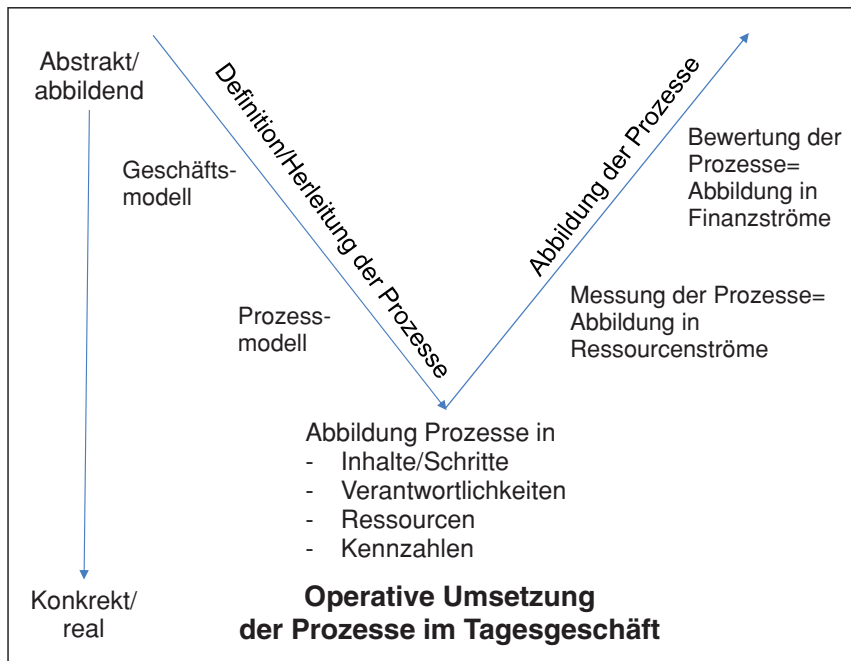 Abstrakt/
abbildend
Geschäfts-
modell
Prozess-
modell
Definition/Herleitung der Prozesse
Abbildung der Prozesse
Bewertung der
Prozesse=
Abbildung in
Finanzströme
Messung der Prozesse=
Abbildung in
Ressourcenströme
Abbildung Prozesse in
- Inhalte/Schritte
- Verantwortlichkeiten
- Ressourcen
- Kennzahlen
Konkrekt/
real
Operative Umsetzung
der Prozesse im Tagesgeschäft